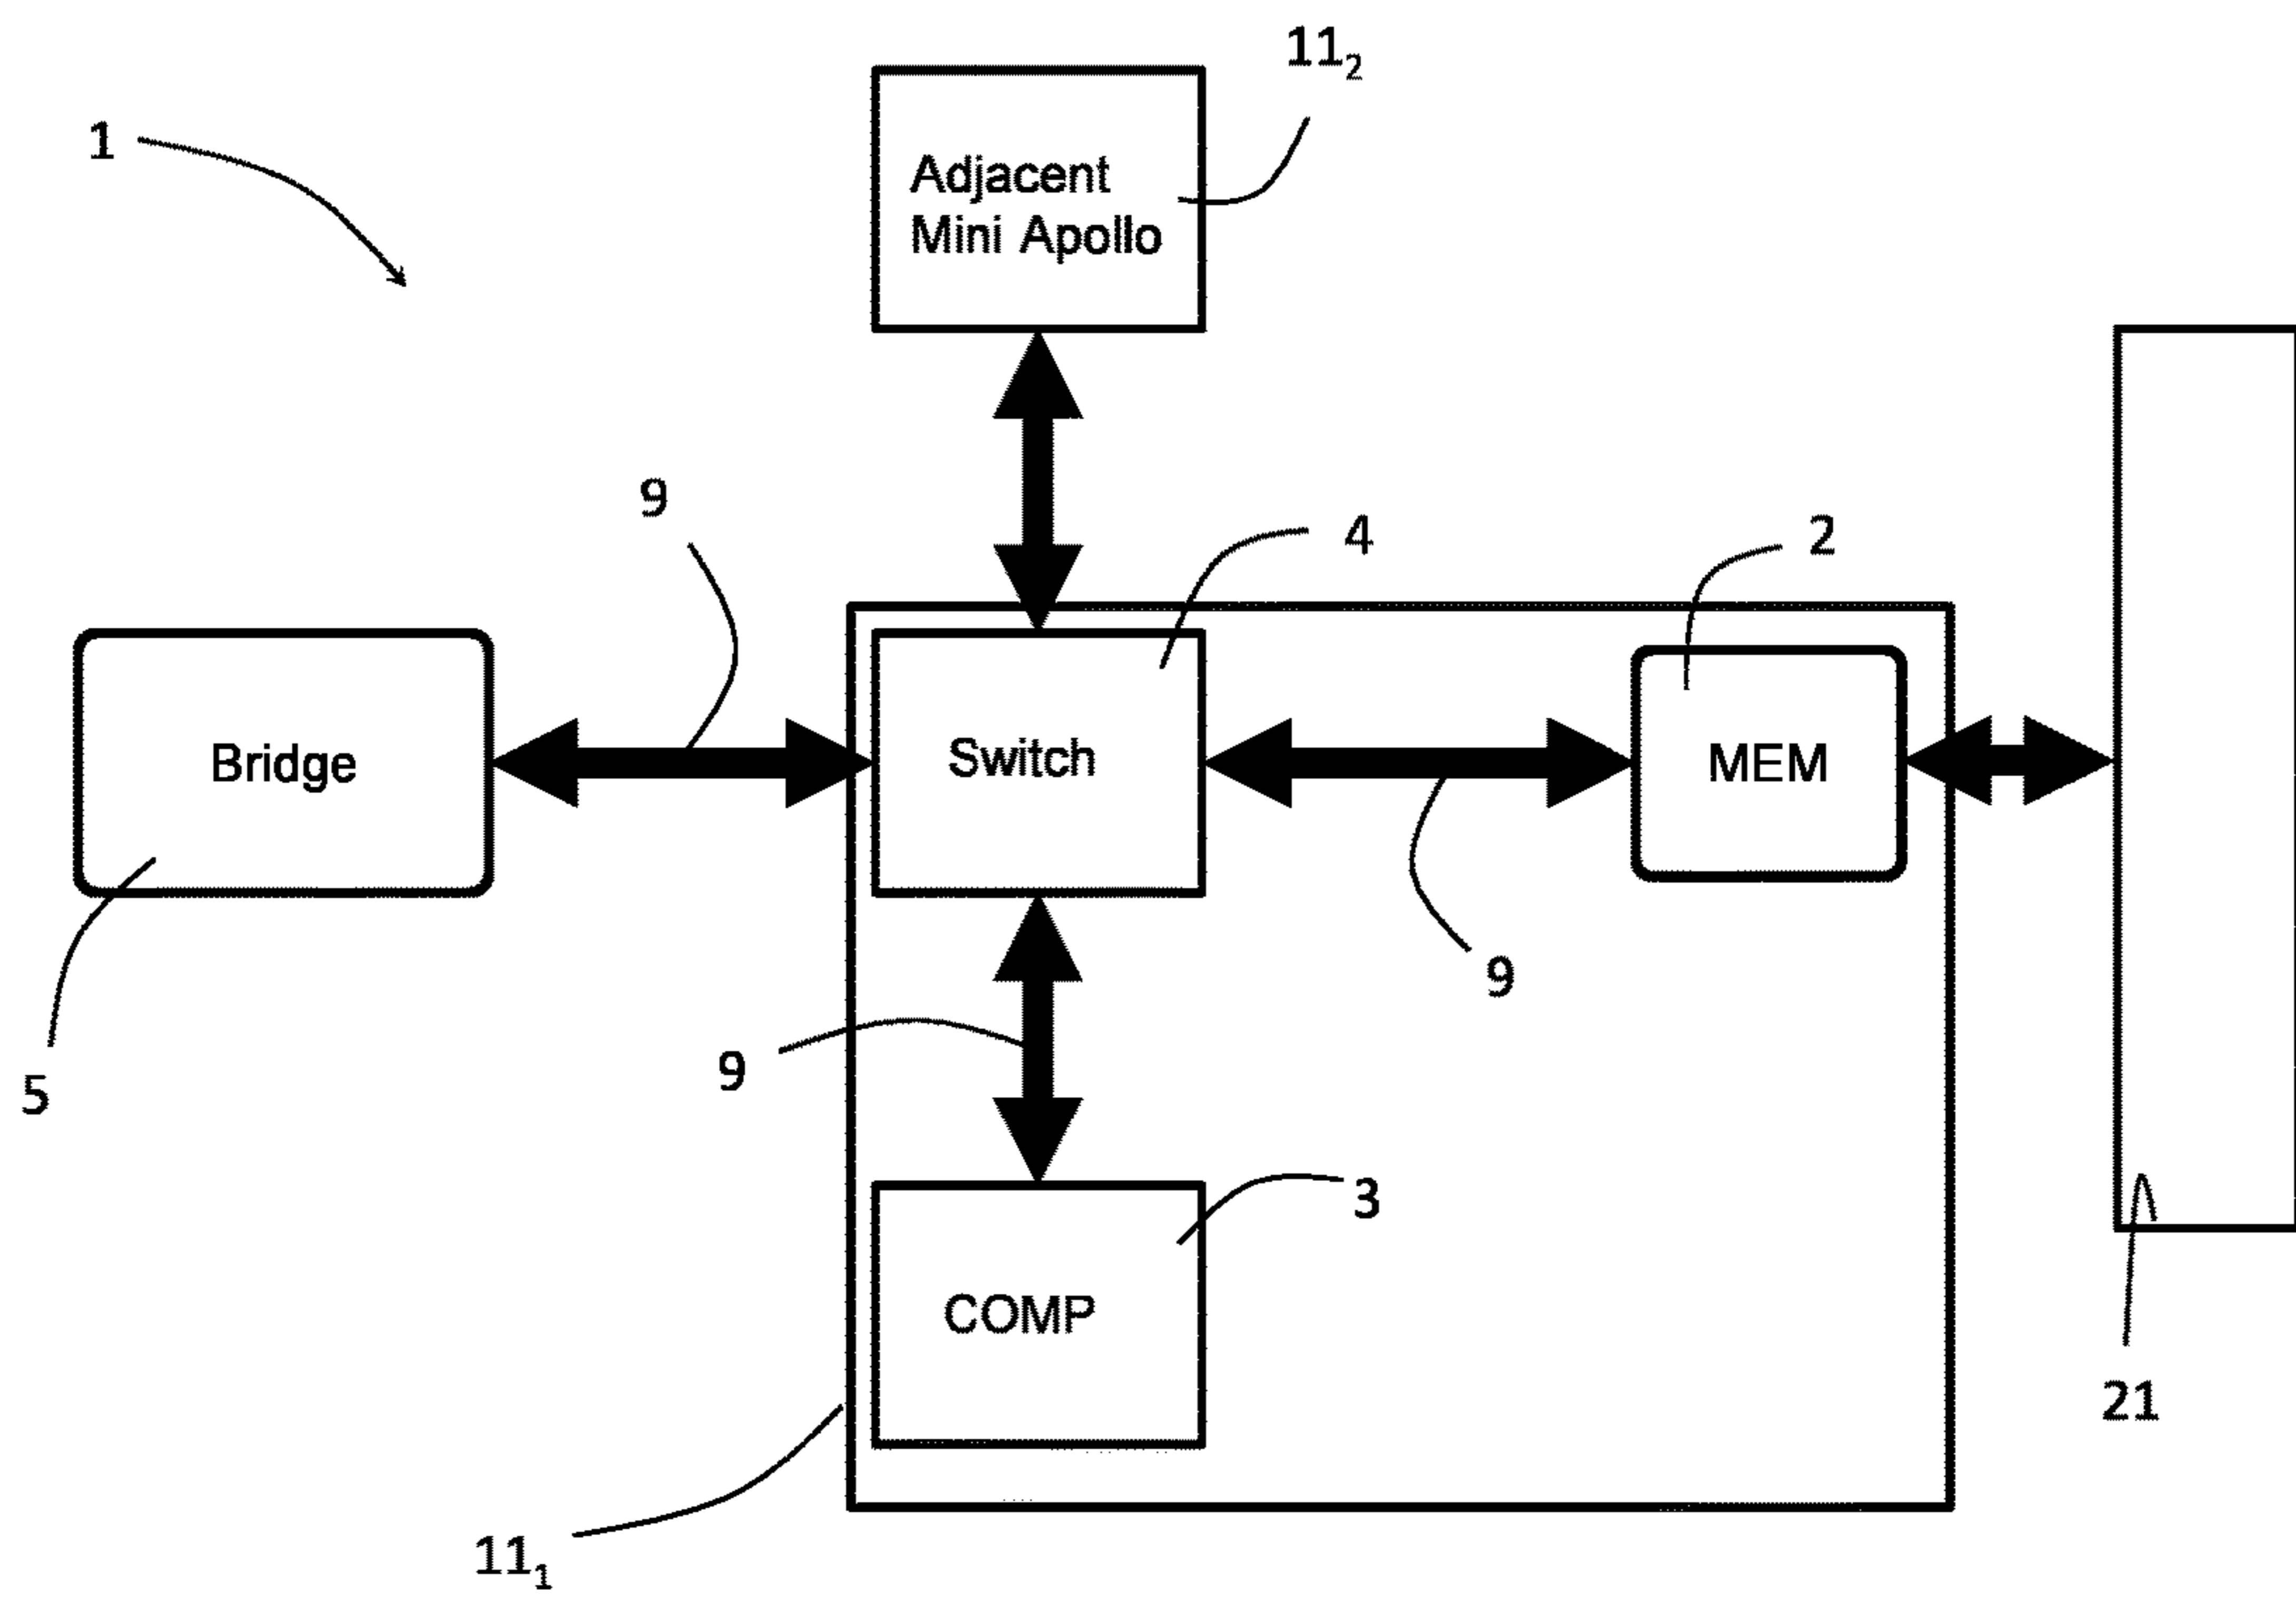 11₂
1
Adjacent
Mini Apollo
9
4
2
Bridge
Switch
MEM
9
9
5
3
COMP
21
11₁